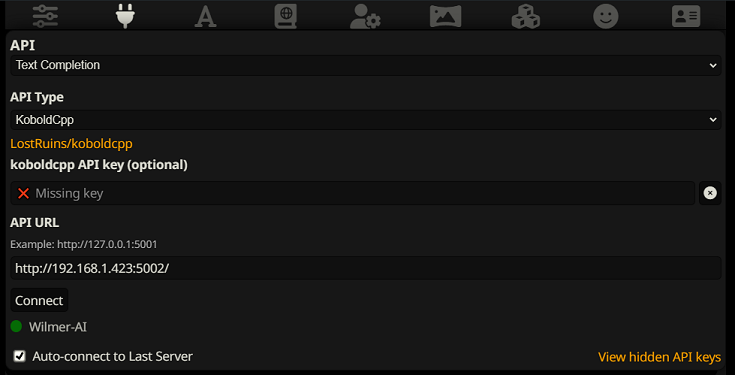 API
Text Completion
API Type
KoboldCpp
LostRuins/koboldcpp
koboldcpp API key (optional)
Missing key
API URL
Example: http://127.0.0.1:5001
http://192.168.1.423:5002/
Connect
Wilmer-AI
Auto-connect to Last Server
View hidden API keys